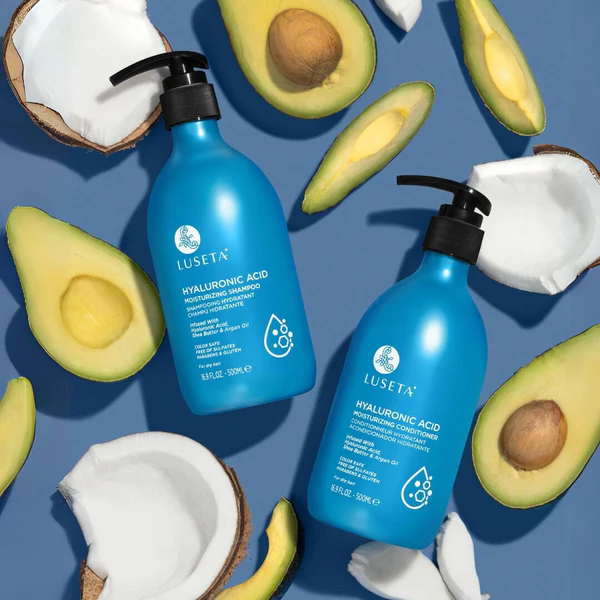 LUSETA
HYALURONIC ACID
MOISTURIZING SHAMPOO
SHAMPOOING HYDRATANT
CHAMPÚ HIDRATANTE
Infused With
Hyaluronic Acid,
Shea Butter & Argan Oil
COLOR SAFE
FREE OF SULFATES
PARABENS & GLUTEN
For dry hair
16.9 FL.OZ. - 500ML
LUSETA
HYALURONIC ACID
MOISTURIZING CONDITIONER
CONDITIONNEUR HYDRATANT
ACONDICIONADOR HIDRATANTE
Infused With
Hyaluronic Acid,
Shea Butter & Argan Oil
COLOR SAFE
FREE OF SULFATES
PARABENS & GLUTEN
For dry hair
16.9 FL.OZ. - 500ML